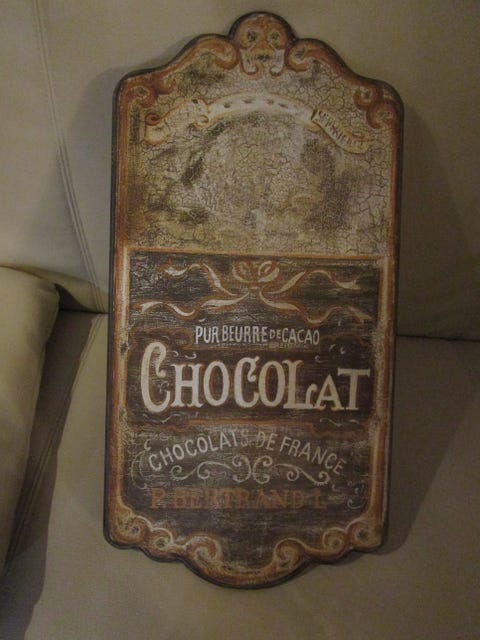 PUR BEURRE DE CACAO
CHOCOLAT
CHOCOLATS DE FRANCE
P. BERTRAND L